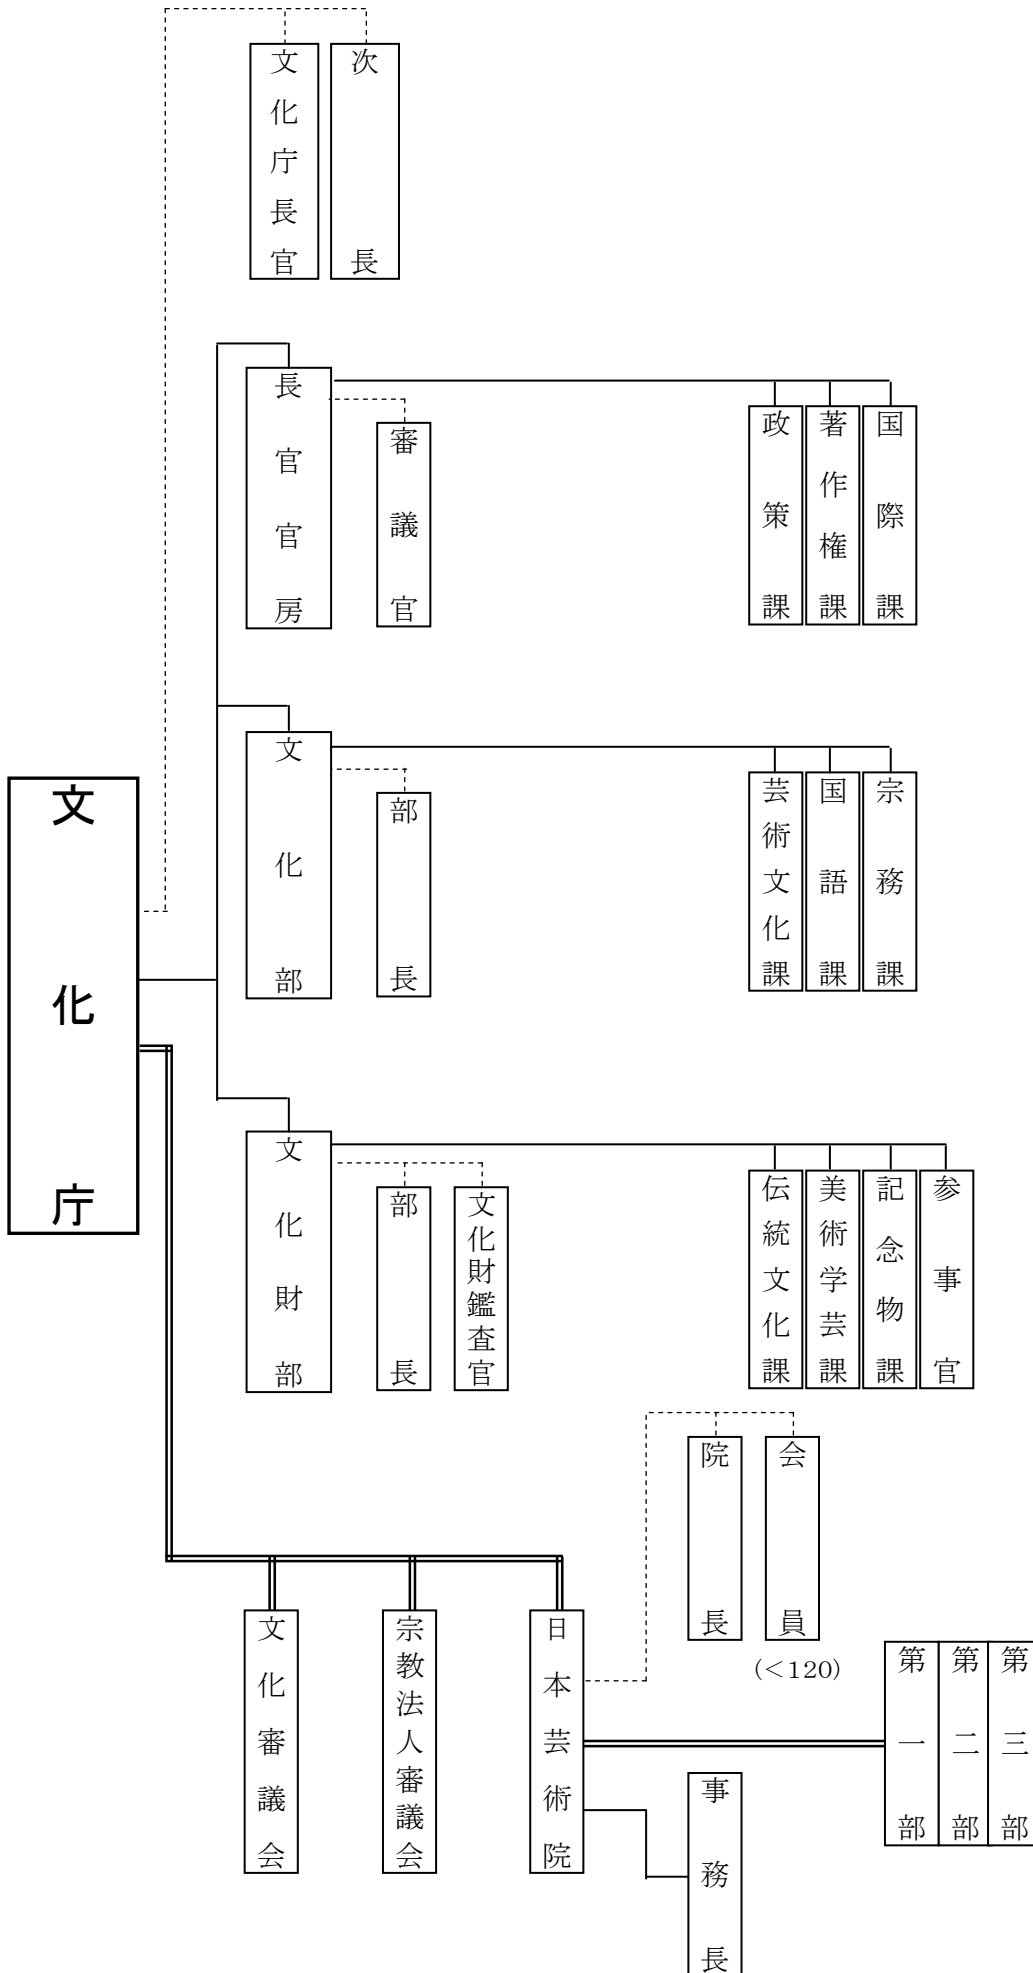 文化庁長官
次長
長官官房
審議官
政策課
著作権課
国際課
文化庁
文化部
部長
芸術文化課
国語課
宗務課
文化財部
部長
文化財鑑査官
伝統文化課
美術学芸課
記念物課
参事官
院長
会員
(<120)
文化審議会
宗教法人審議会
日本芸術院
第一部
第二部
第三部
事務長